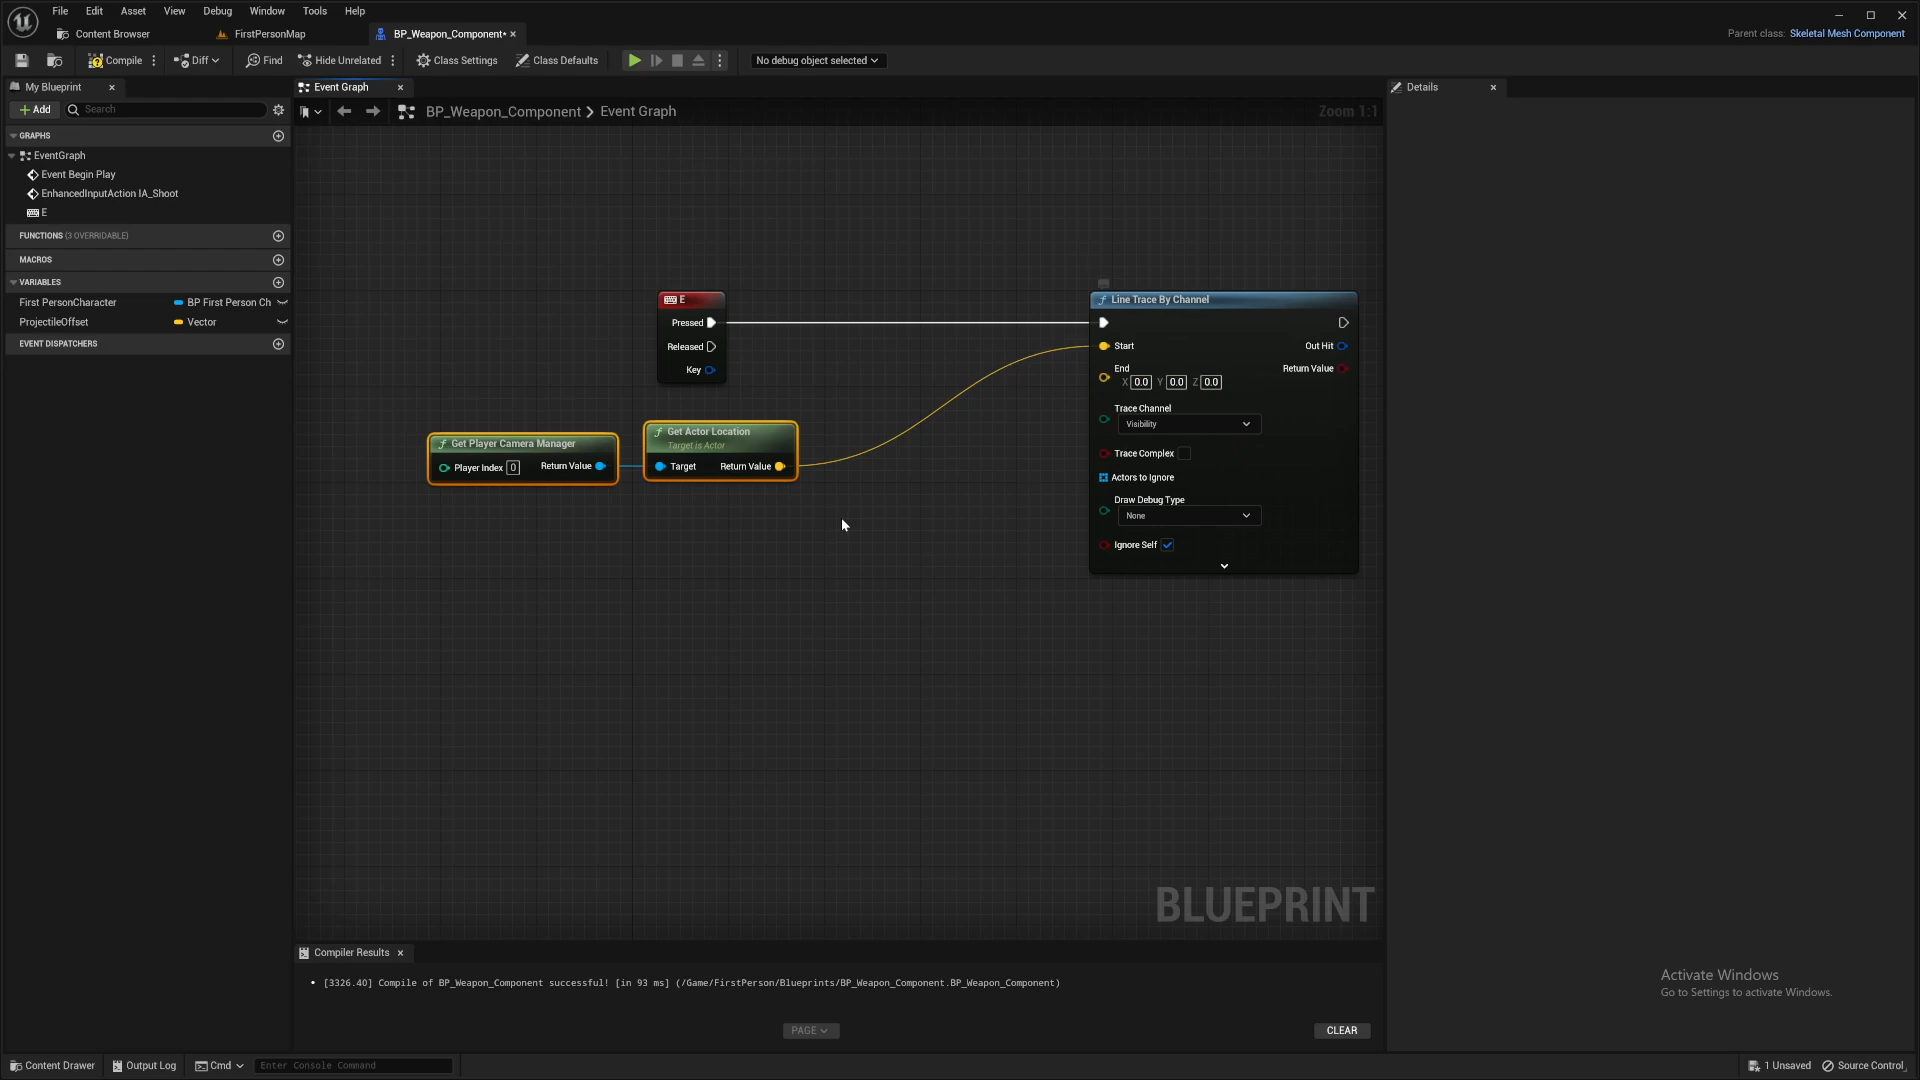 File Edit Asset View Debug Window Tools Help
Content Browser FirstPersonMap BP_Weapon_Component* Parent class: Skeletal Mesh Component
Compile Diff Find Hide Unrelated Class Settings Class Defaults No debug object selected
My Blueprint Event Graph Details
Add Search BP_Weapon_Component > Event Graph Zoom 1:1
GRAPHS
EventGraph
Event Begin Play
EnhancedInputAction IA_Shoot
E
FUNCTIONS (3 OVERRIDABLE)
MACROS
VARIABLES
First PersonCharacter BP First Person Ch
ProjectileOffset Vector
EVENT DISPATCHERS
E
Pressed
Released
Key
Get Player Camera Manager
Player Index 0 Return Value
Get Actor Location
Target is Actor
Target Return Value
Line Trace By Channel
Start Out Hit
End Return Value
X 0.0 Y 0.0 Z 0.0
Trace Channel
Visibility
Trace Complex
Actors to Ignore
Draw Debug Type
None
Ignore Self
BLUEPRINT
Compiler Results
• [3326.40] Compile of BP_Weapon_Component successful! [in 93 ms] (/Game/FirstPerson/Blueprints/BP_Weapon_Component.BP_Weapon_Component)
Activate Windows
Go to Settings to activate Windows.
PAGE CLEAR
Content Drawer Output Log Cmd Enter Console Command 1 Unsaved Source Control